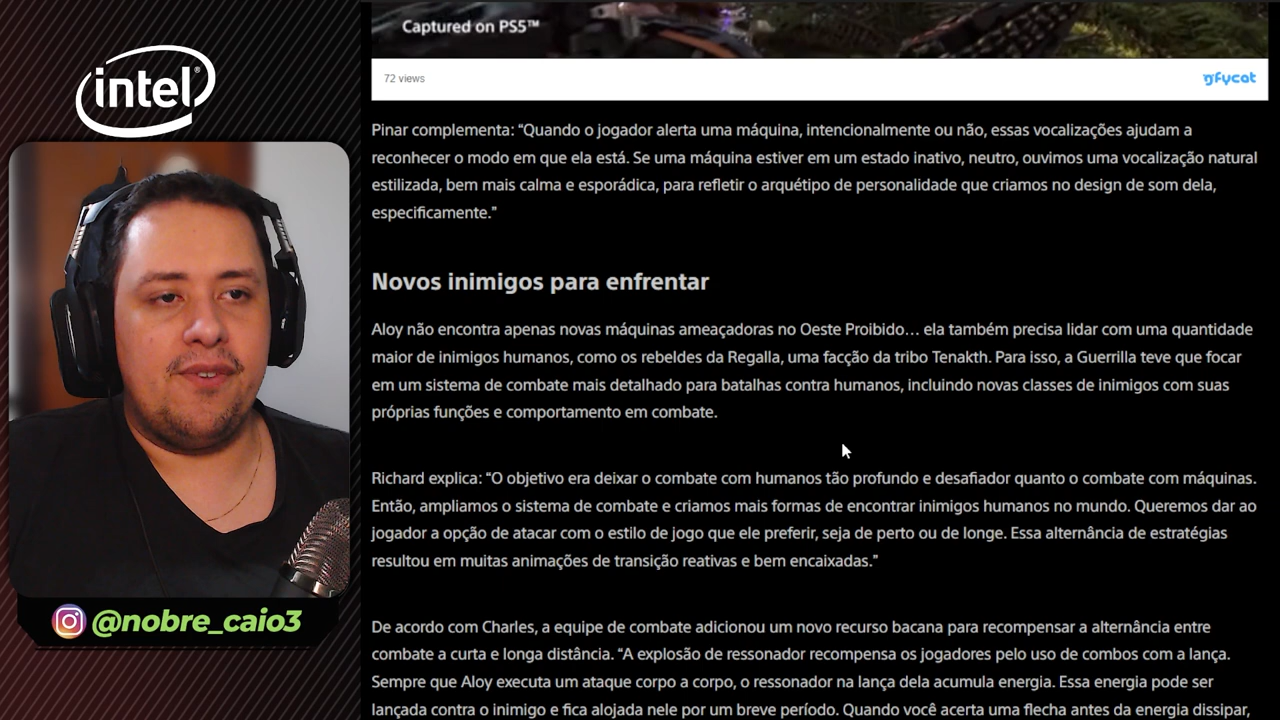 intel®
@nobre_caio3
Captured on PS5™
72 views
gfycat
Pinar complementa: “Quando o jogador alerta uma máquina, intencionalmente ou não, essas vocalizações ajudam a
reconhecer o modo em que ela está. Se uma máquina estiver em um estado inativo, neutro, ouvimos uma vocalização natural
estilizada, bem mais calma e esporádica, para refletir o arquétipo de personalidade que criamos no design de som dela,
especificamente.”
Novos inimigos para enfrentar
Aloy não encontra apenas novas máquinas ameaçadoras no Oeste Proibido… ela também precisa lidar com uma quantidade
maior de inimigos humanos, como os rebeldes da Regalla, uma facção da tribo Tenakth. Para isso, a Guerrilla teve que focar
em um sistema de combate mais detalhado para batalhas contra humanos, incluindo novas classes de inimigos com suas
próprias funções e comportamento em combate.
Richard explica: “O objetivo era deixar o combate com humanos tão profundo e desafiador quanto o combate com máquinas.
Então, ampliamos o sistema de combate e criamos mais formas de encontrar inimigos humanos no mundo. Queremos dar ao
jogador a opção de atacar com o estilo de jogo que ele preferir, seja de perto ou de longe. Essa alternância de estratégias
resultou em muitas animações de transição reativas e bem encaixadas.”
De acordo com Charles, a equipe de combate adicionou um novo recurso bacana para recompensar a alternância entre
combate a curta e longa distância. “A explosão de ressonador recompensa os jogadores pelo uso de combos com a lança.
Sempre que Aloy executa um ataque corpo a corpo, o ressonador na lança dela acumula energia. Essa energia pode ser
lançada contra o inimigo e fica alojada nele por um breve período. Quando você acerta uma flecha antes da energia dissipar,